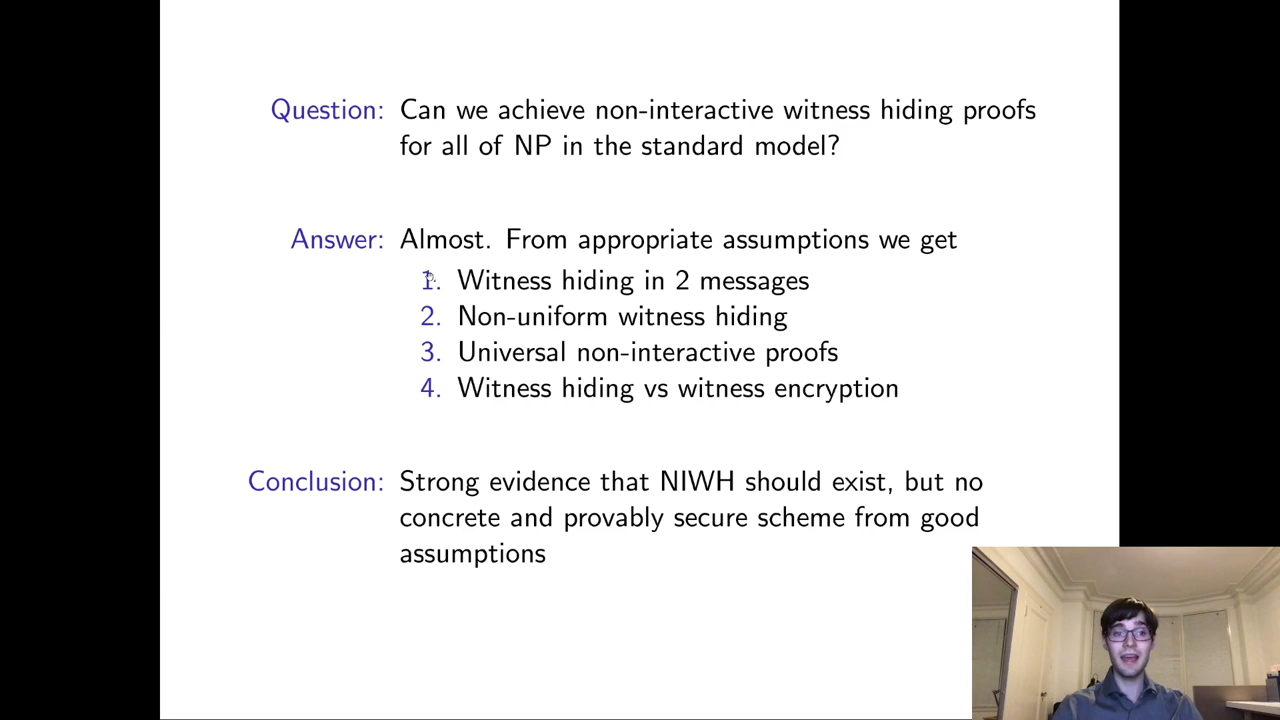 Question: Can we achieve non-interactive witness hiding proofs
for all of NP in the standard model?
Answer: Almost. From appropriate assumptions we get
1. Witness hiding in 2 messages
2. Non-uniform witness hiding
3. Universal non-interactive proofs
4. Witness hiding vs witness encryption
Conclusion: Strong evidence that NIWH should exist, but no
concrete and provably secure scheme from good
assumptions